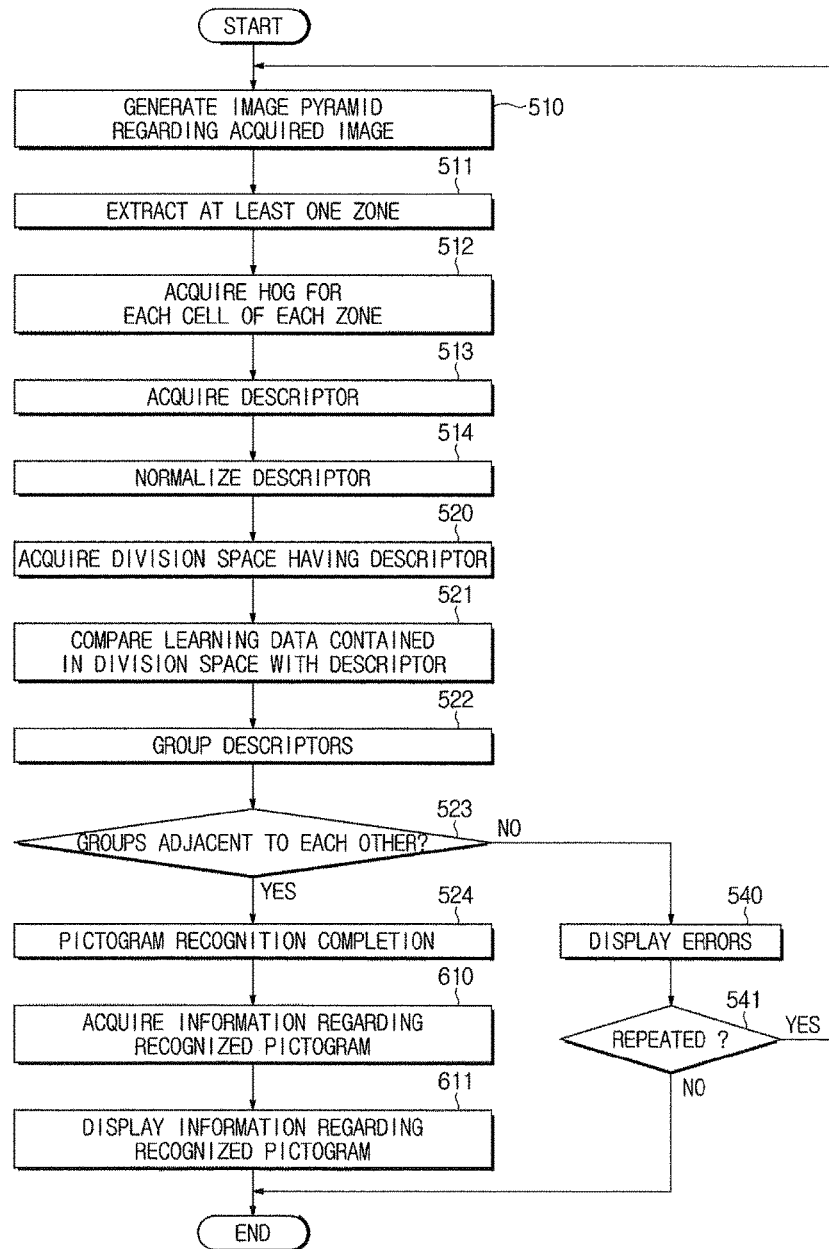 START
GENERATE IMAGE PYRAMID
REGARDING ACQUIRED IMAGE
510
511
EXTRACT AT LEAST ONE ZONE
512
ACQUIRE HOG FOR
EACH CELL OF EACH ZONE
513
ACQUIRE DESCRIPTOR
514
NORMALIZE DESCRIPTOR
520
ACQUIRE DIVISION SPACE HAVING DESCRIPTOR
521
COMPARE LEARNING DATA CONTAINED
IN DIVISION SPACE WITH DESCRIPTOR
522
GROUP DESCRIPTORS
523
GROUPS ADJACENT TO EACH OTHER?
NO
YES
524
PICTOGRAM RECOGNITION COMPLETION
540
DISPLAY ERRORS
610
ACQUIRE INFORMATION REGARDING
RECOGNIZED PICTOGRAM
541
REPEATED ?
YES
NO
611
DISPLAY INFORMATION REGARDING
RECOGNIZED PICTOGRAM
END